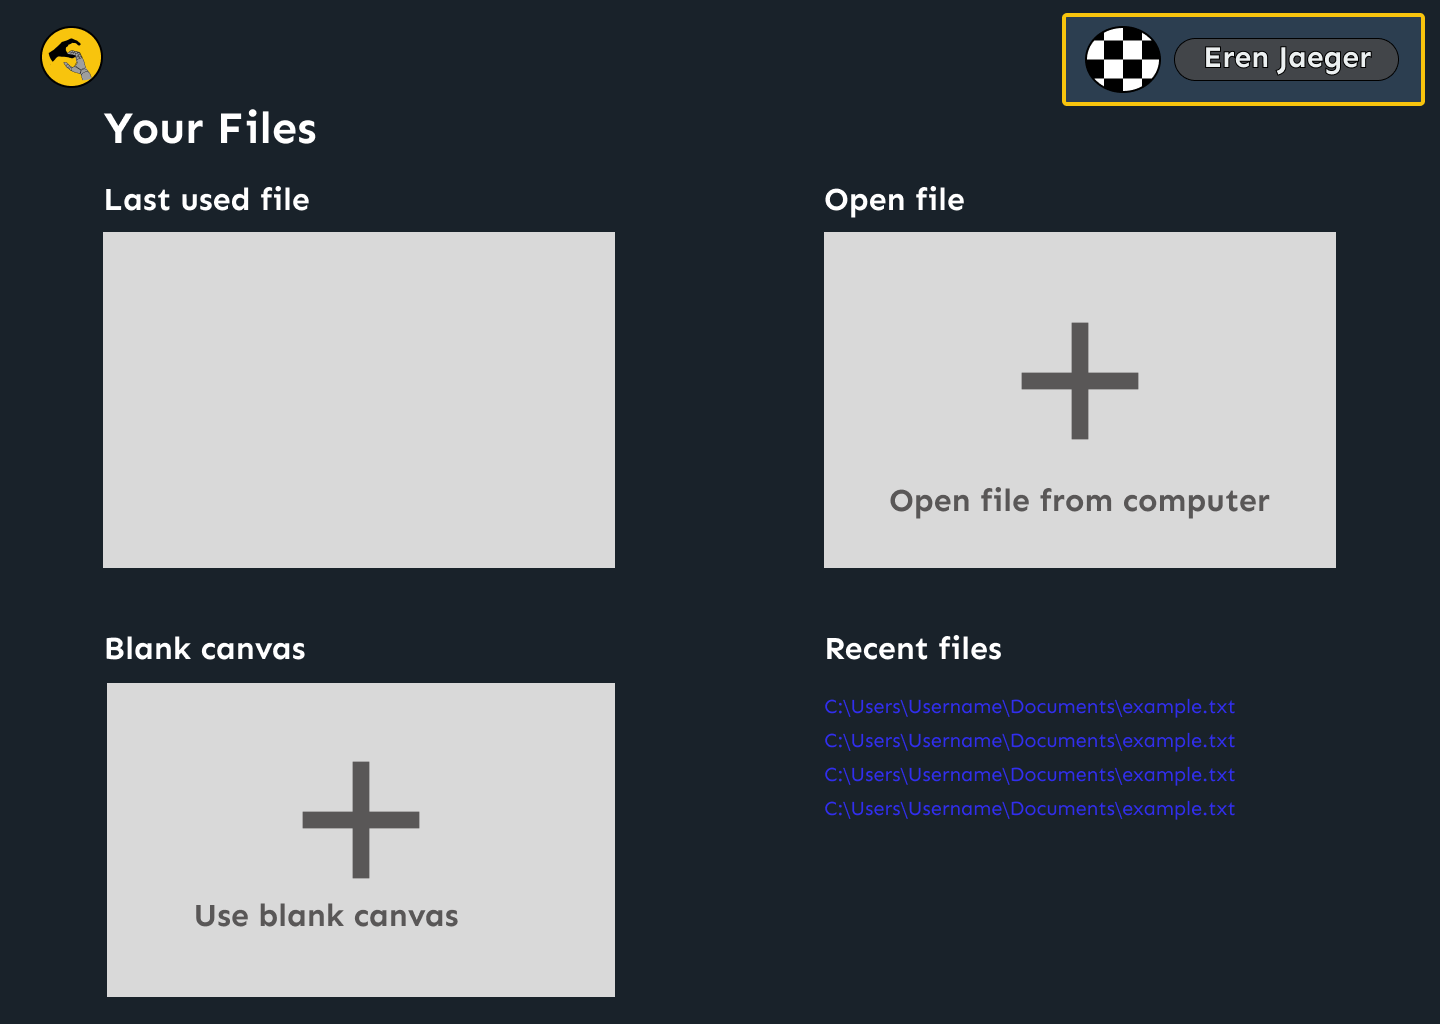 Eren Jaeger
Your Files
Last used file
Open file
Open file from computer
Blank canvas
Use blank canvas
Recent files
C:\Users\Username\Documents\example.txt
C:\Users\Username\Documents\example.txt
C:\Users\Username\Documents\example.txt
C:\Users\Username\Documents\example.txt